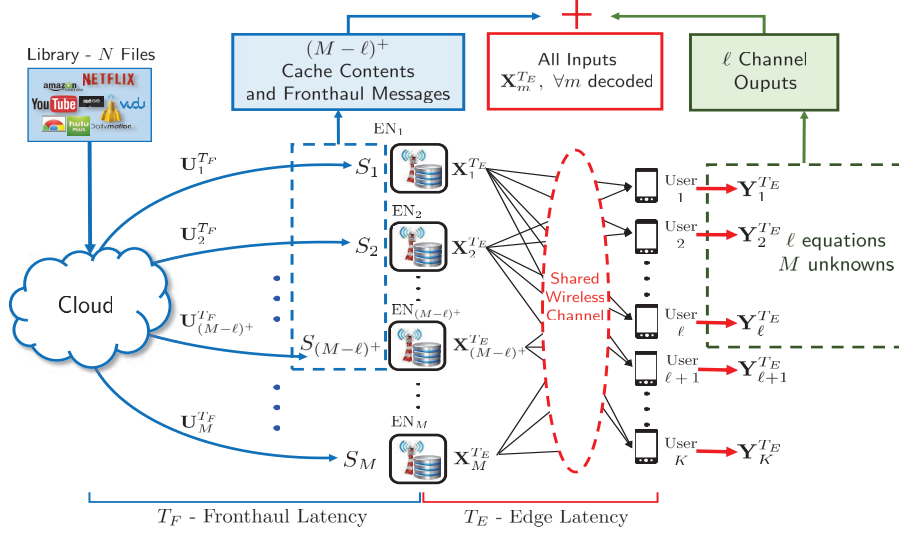 Library - N Files
amazon
NETFLIX
YouTube
vudu
hulu
PLUS
Dailymotion
(M − ℓ)⁺
Cache Contents
and Fronthaul Messages
+
All Inputs
X_m^{T_E}, ∀m decoded
ℓ Channel
Ouputs
Cloud
U_1^{T_F}
U_2^{T_F}
U_{(M−ℓ)⁺}^{T_F}
U_M^{T_F}
S_1
S_2
S_{(M−ℓ)⁺}
S_M
EN_1
EN_2
EN_{(M−ℓ)⁺}
EN_M
X_1^{T_E}
X_2^{T_E}
X_{(M−ℓ)⁺}^{T_E}
X_M^{T_E}
Shared
Wireless
Channel
User
1
Y_1^{T_E}
User
2
Y_2^{T_E}
User
ℓ
Y_ℓ^{T_E}
User
ℓ + 1
Y_{ℓ+1}^{T_E}
User
K
Y_K^{T_E}
ℓ equations
M unknowns
T_F - Fronthaul Latency
T_E - Edge Latency